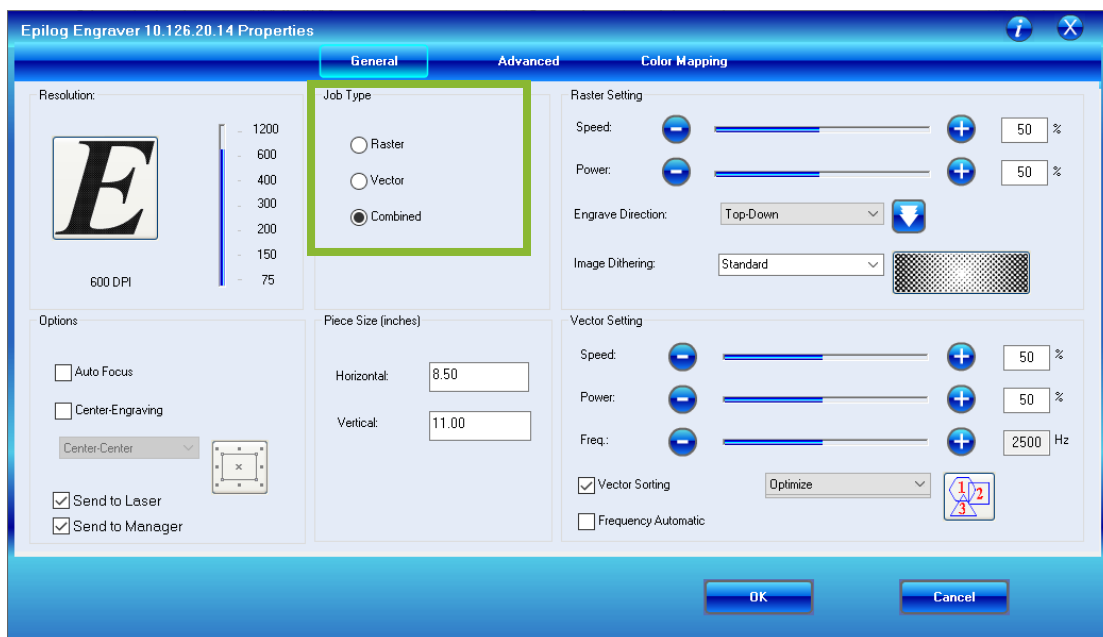 Epilog Engraver 10.126.20.14 Properties
i X
General Advanced Color Mapping
Resolution:
E
1200
600
400
300
200
150
75
600 DPI
Job Type
Raster
Vector
Combined
Raster Setting
Speed: - + 50 %
Power: - + 50 %
Engrave Direction: Top-Down
Image Dithering: Standard
Options
Auto Focus
Center-Engraving
Center-Center
Send to Laser
Send to Manager
Piece Size (inches)
Horizontal: 8.50
Vertical: 11.00
Vector Setting
Speed: - + 50 %
Power: - + 50 %
Freq.: - + 2500 Hz
Vector Sorting Optimize 1 2 3
Frequency Automatic
OK Cancel